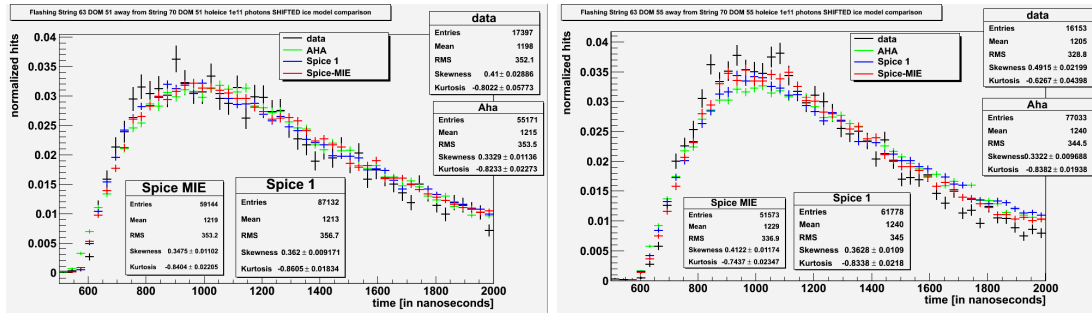 Flashing String 63 DOM 51 away from String 70 DOM 51 holeice 1e11 photons SHIFTED ice model comparison
normalized hits
0.04
0.035
0.03
0.025
0.02
0.015
0.01
0.005
0
600 800 1000 1200 1400 1600 1800 2000
time [in nanoseconds]
data
AHA
Spice 1
Spice-MIE
data
Entries 17397
Mean 1198
RMS 352.1
Skewness 0.41 ± 0.02886
Kurtosis -0.8022 ± 0.05773
Aha
Entries 55171
Mean 1215
RMS 353.5
Skewness 0.3329 ± 0.01136
Kurtosis -0.8233 ± 0.02273
Spice MIE
Entries 59144
Mean 1219
RMS 353.2
Skewness 0.3475 ± 0.01102
Kurtosis -0.8404 ± 0.02205
Spice 1
Entries 87132
Mean 1213
RMS 356.7
Skewness 0.362 ± 0.009171
Kurtosis -0.8605 ± 0.01834
Flashing String 63 DOM 55 away from String 70 DOM 55 holeice 1e11 photons SHIFTED ice model comparison
normalized hits
0.04
0.035
0.03
0.025
0.02
0.015
0.01
0.005
0
600 800 1000 1200 1400 1600 1800 2000
time [in nanoseconds]
data
AHA
Spice 1
Spice-MIE
data
Entries 16153
Mean 1205
RMS 328.8
Skewness 0.4915 ± 0.02199
Kurtosis -0.6267 ± 0.04398
Aha
Entries 77033
Mean 1240
RMS 344.5
Skewness0.3322 ± 0.009688
Kurtosis -0.8382 ± 0.01938
Spice MIE
Entries 51573
Mean 1229
RMS 336.9
Skewness 0.4122 ± 0.01174
Kurtosis -0.7437 ± 0.02347
Spice 1
Entries 61778
Mean 1240
RMS 345
Skewness 0.3628 ± 0.0109
Kurtosis -0.8338 ± 0.0218